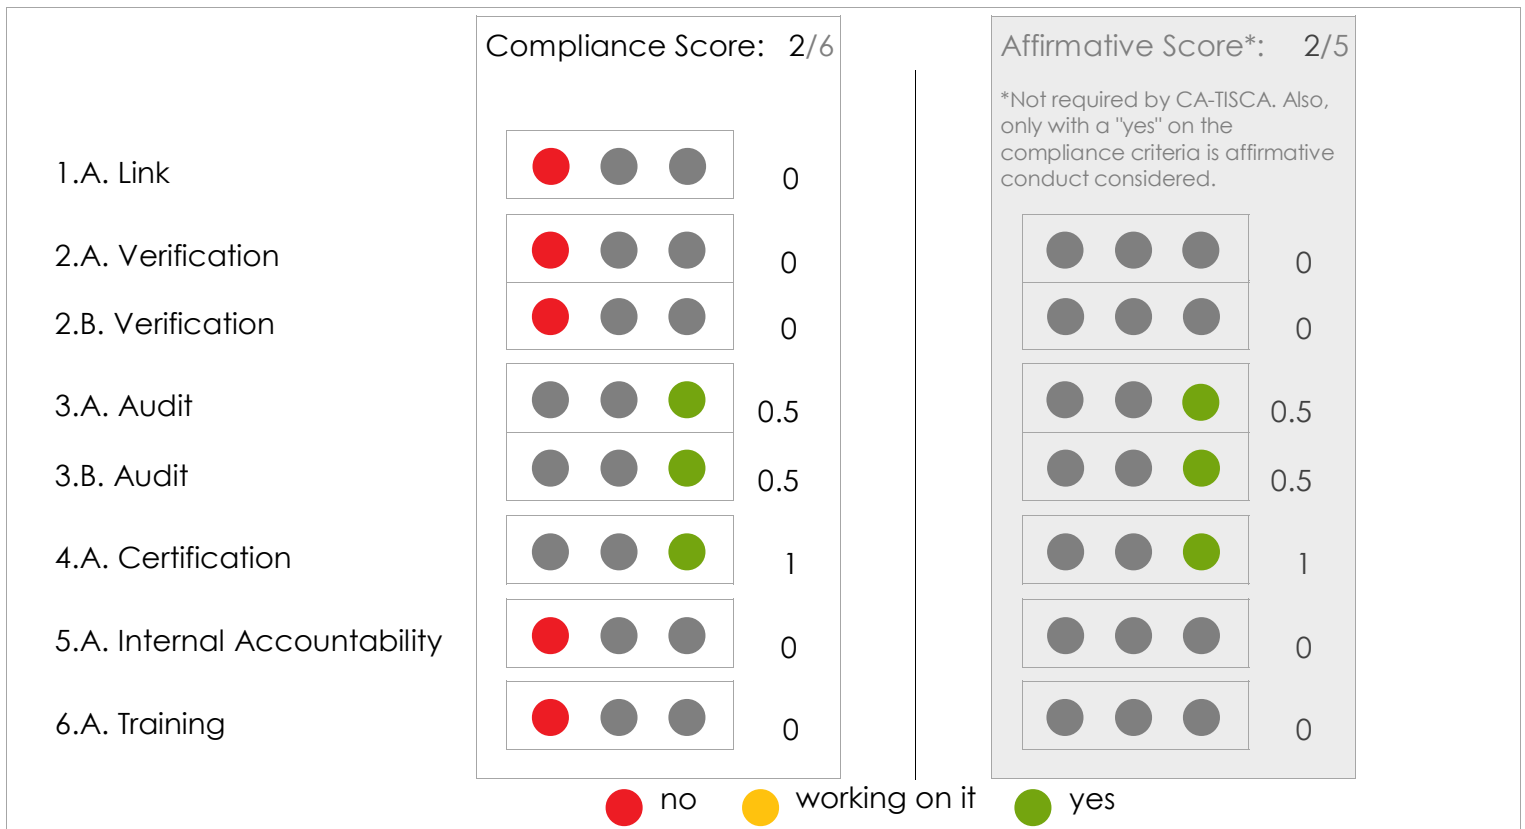 Compliance Score: 2/6
Affirmative Score*: 2/5
*Not required by CA-TISCA. Also,
only with a "yes" on the
compliance criteria is affirmative
conduct considered.
1.A. Link 0
2.A. Verification 0 0
2.B. Verification 0 0
3.A. Audit 0.5 0.5
3.B. Audit 0.5 0.5
4.A. Certification 1 1
5.A. Internal Accountability 0 0
6.A. Training 0 0
no working on it yes